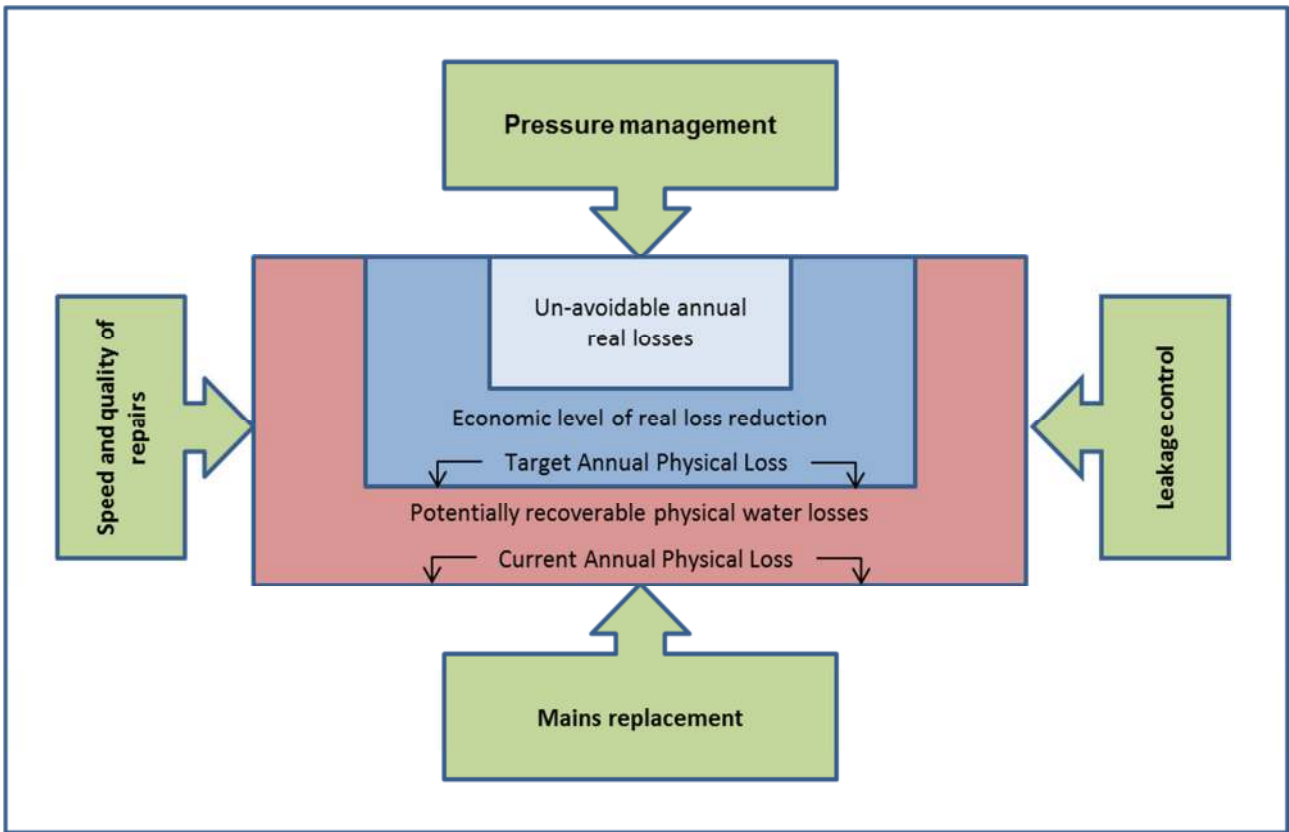 Pressure management
Un-avoidable annual
real losses
Speed and quality of
repairs
Leakage control
Economic level of real loss reduction
Target Annual Physical Loss
Potentially recoverable physical water losses
Current Annual Physical Loss
Mains replacement